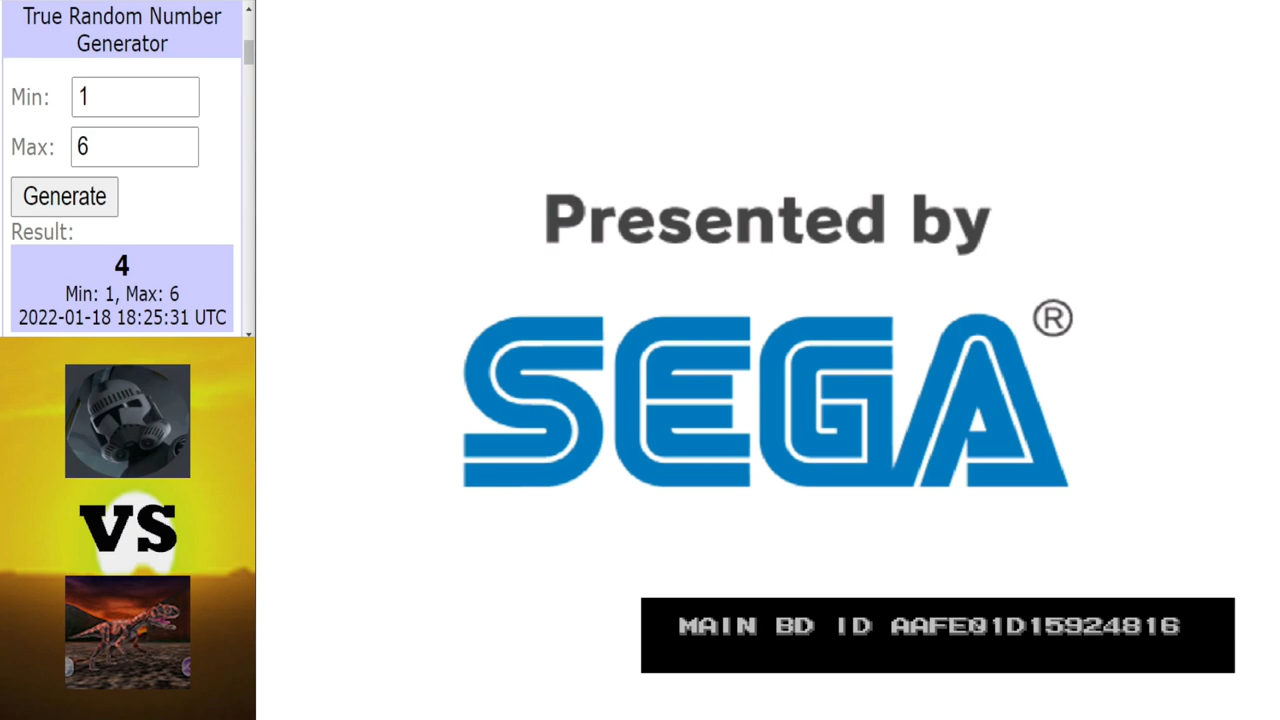 True Random Number
Generator
Min: 1
Max: 6
Generate
Result:
4
Min: 1, Max: 6
2022-01-18 18:25:31 UTC
VS
Presented by
SEGA®
MAIN BD ID AAFE01D15924816